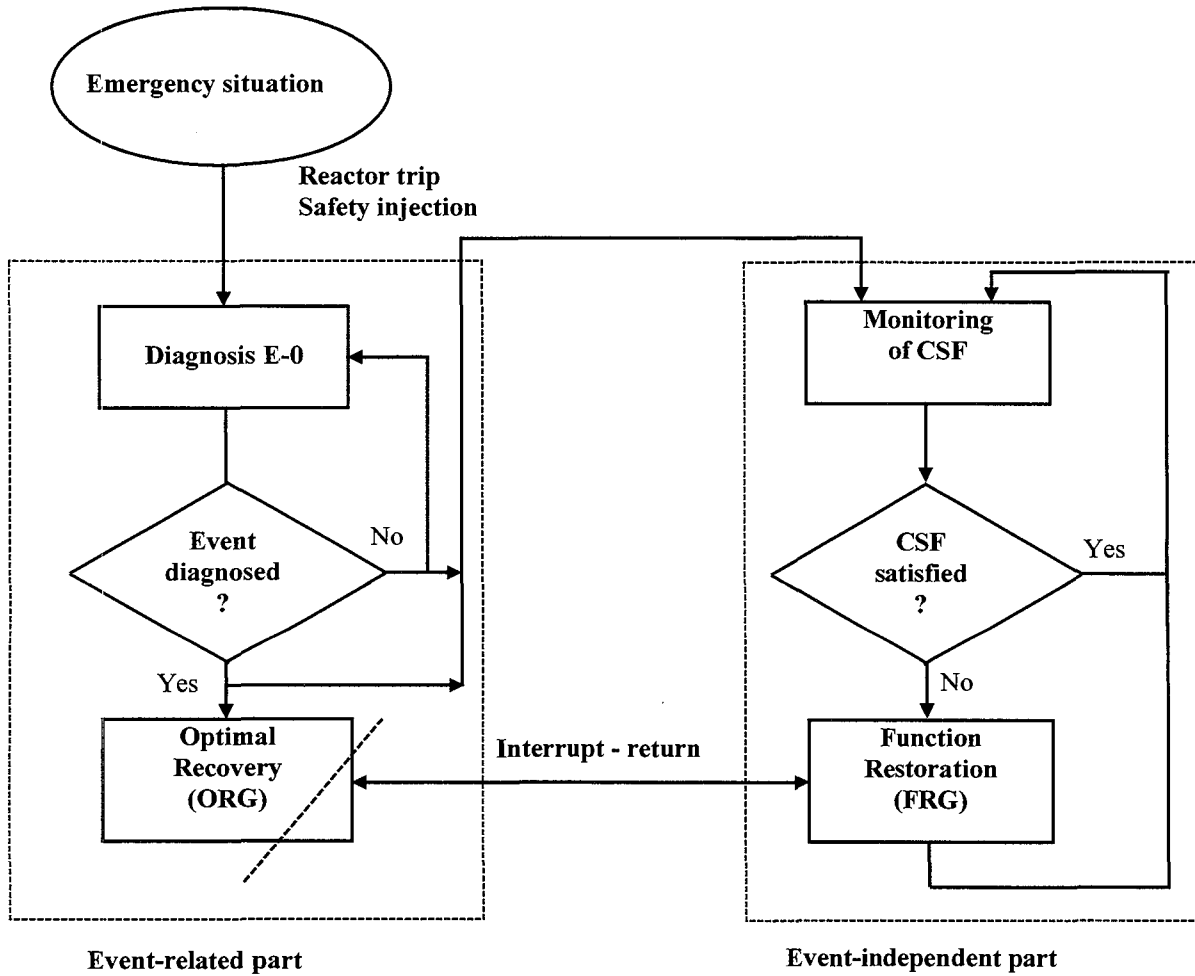 Emergency situation
Reactor trip
Safety injection
Diagnosis E-0
Event
diagnosed
?
No
Yes
Optimal
Recovery
(ORG)
Interrupt - return
Monitoring
of CSF
CSF
satisfied
?
Yes
No
Function
Restoration
(FRG)
Event-related part
Event-independent part